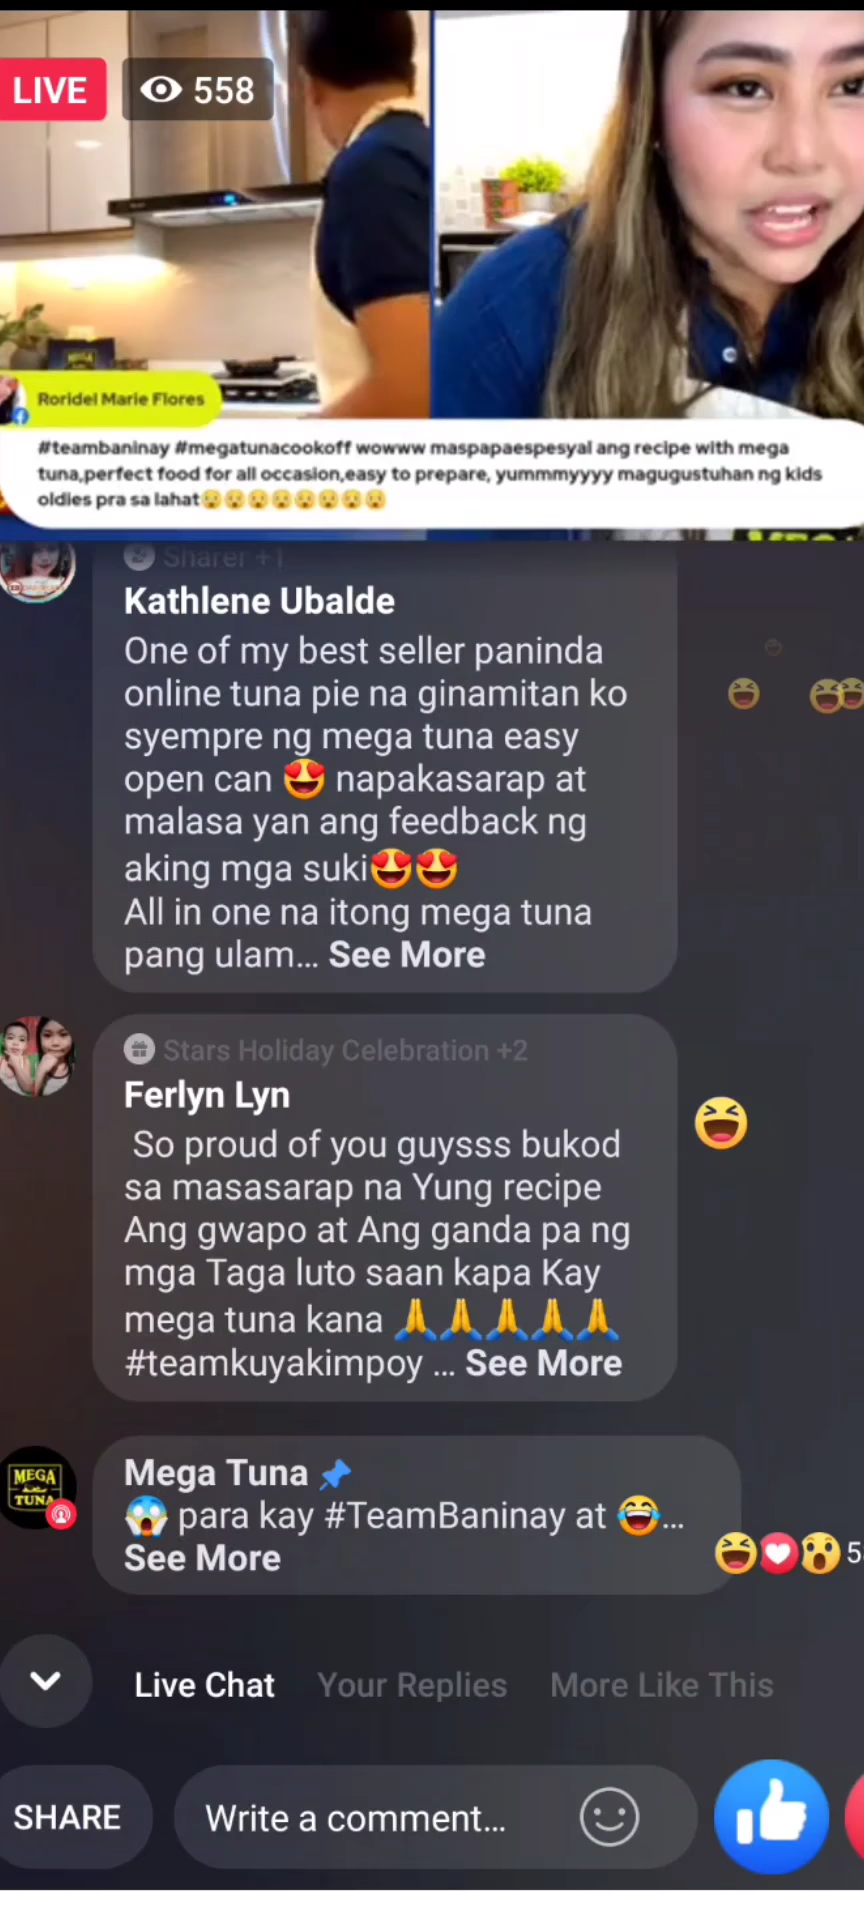 LIVE
558
Roridel Marie Flores
#teambaninay #megatunacookoff wowww maspapaespesyal ang recipe with mega
tuna,perfect food for all occasion,easy to prepare, yummmyyyy magugustuhan ng kids
oldies pra sa lahat😧😧😧😧😧😧😧😧
Sharer +1
Kathlene Ubalde
One of my best seller paninda
online tuna pie na ginamitan ko
syempre ng mega tuna easy
open can 😍 napakasarap at
malasa yan ang feedback ng
aking mga suki😍😍
All in one na itong mega tuna
pang ulam... See More
Stars Holiday Celebration +2
Ferlyn Lyn
So proud of you guysss bukod
sa masasarap na Yung recipe
Ang gwapo at Ang ganda pa ng
mga Taga luto saan kapa Kay
mega tuna kana 🙏🙏🙏🙏🙏
#teamkuyakimpoy ... See More
MEGA
TUNA
Mega Tuna 📌
😱 para kay #TeamBaninay at 😂...
See More
Live Chat Your Replies More Like This
SHARE
Write a comment...